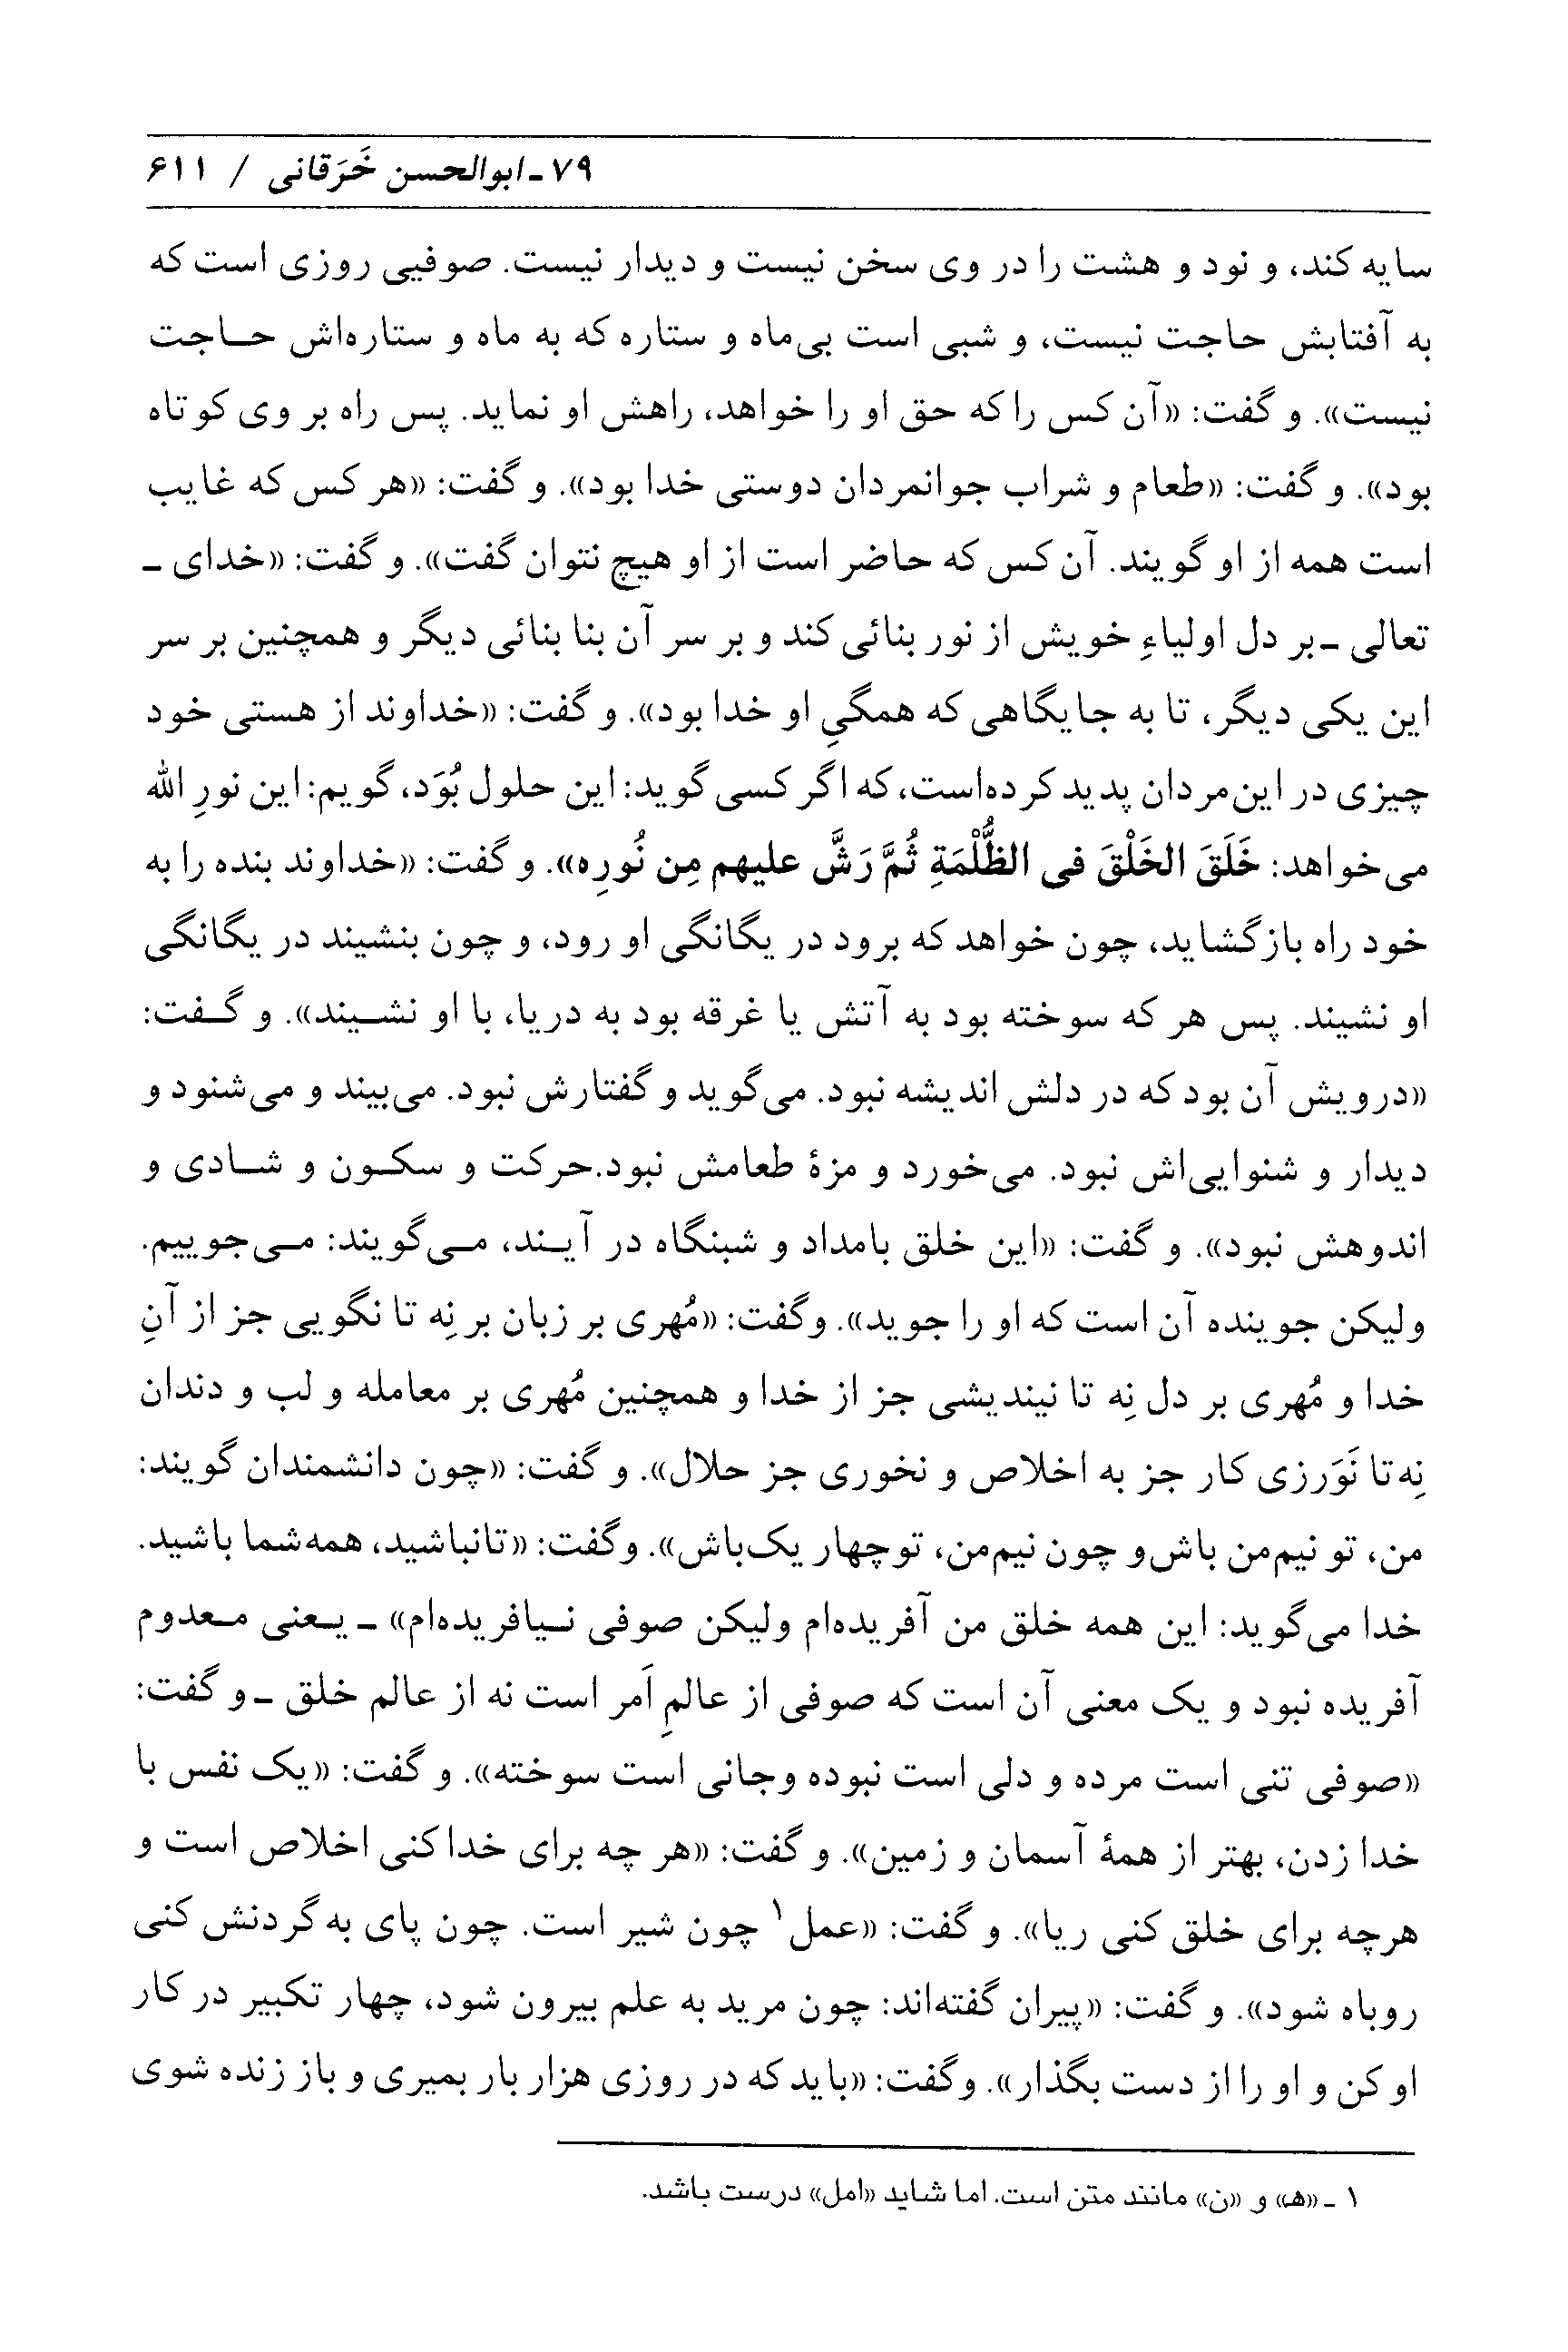 ۷۹ـ ابوالحسن خَرَقانی / ۶۱۱
سایه کند، و نود و هشت را در وی سخن نیست و دیدار نیست. صوفیی روزی است که
به آفتابش حاجت نیست، و شبی است بی‌ماه و ستاره که به ماه و ستاره‌اش حاجت
نیست». و گفت: «آن کس را که حق او را خواهد، راهش او نماید. پس راه بر وی کوتاه
بود». و گفت: «طعام و شراب جوانمردان دوستی خدا بود». و گفت: «هر کس که غایب
است همه از او گویند. آن کس که حاضر است از او هیچ نتوان گفت». و گفت: «خدای ـ
تعالی ـ بر دل اولیاءِ خویش از نور بنائی کند و بر سر آن بنا بنائی دیگر و همچنین بر سر
این یکی دیگر، تا به جایگاهی که همگیِ او خدا بود». و گفت: «خداوند از هستی خود
چیزی در این‌مردان پدید کرده‌است، که اگر کسی گوید: این حلول بُوَد، گویم: این نورِ الله
می‌خواهد: خَلَقَ الخَلْقَ فی الظُّلْمَةِ ثُمَّ رَشَّ علیهم مِن نُورِه». و گفت: «خداوند بنده را به
خود راه بازگشاید، چون خواهد که برود در یگانگی او رود، و چون بنشیند در یگانگی
او نشیند. پس هر که سوخته بود به آتش یا غرقه بود به دریا، با او نشیند». و گفت:
«درویش آن بود که در دلش اندیشه نبود. می‌گوید و گفتارش نبود. می‌بیند و می‌شنود و
دیدار و شنوایی‌اش نبود. می‌خورد و مزهٔ طعامش نبود.حرکت و سکون و شادی و
اندوهش نبود». و گفت: «این خلق بامداد و شبنگاه در آیند، می‌گویند: می‌جوییم.
ولیکن جوینده آن است که او را جوید». وگفت: «مُهری بر زبان بر نِه تا نگویی جز از آنِ
خدا و مُهری بر دل نِه تا نیندیشی جز از خدا و همچنین مُهری بر معامله و لب و دندان
نِه تا نَوَرزی کار جز به اخلاص و نخوری جز حلال». و گفت: «چون دانشمندان گویند:
من، تو نیم‌من باش‌و چون نیم‌من، تو چهار یک‌باش». وگفت: «تانباشید، همه‌شما باشید.
خدا می‌گوید: این همه خلق من آفریده‌ام ولیکن صوفی نیافریده‌ام» ـ یعنی معدوم
آفریده نبود و یک معنی آن است که صوفی از عالمِ اَمر است نه از عالم خلق ـ و گفت:
«صوفی تنی است مرده و دلی است نبوده وجانی است سوخته». و گفت: «یک نفس با
خدا زدن، بهتر از همهٔ آسمان و زمین». و گفت: «هر چه برای خدا کنی اخلاص است و
هرچه برای خلق کنی ریا». و گفت: «عمل۱ چون شیر است. چون پای به گردنش کنی
روباه شود». و گفت: «پیران گفته‌اند: چون مرید به علم بیرون شود، چهار تکبیر در کار
او کن و او را از دست بگذار». وگفت: «باید که در روزی هزار بار بمیری و باز زنده شوی
۱ ـ «هـ» و «ن» مانند متن است. اما شاید «امل» درست باشد.